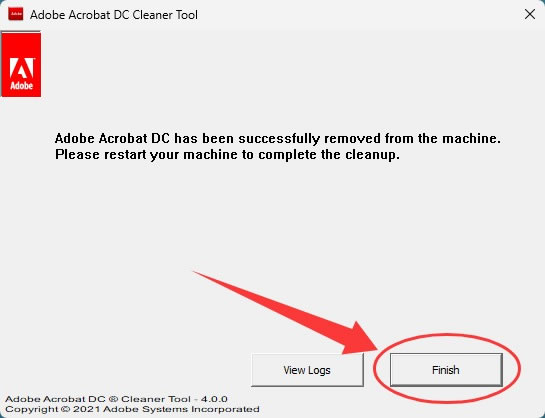 Adobe Acrobat DC Cleaner Tool
Adobe
Adobe Acrobat DC has been successfully removed from the machine.
Please restart your machine to complete the cleanup.
View Logs
Finish
Adobe Acrobat DC ® Cleaner Tool - 4.0.0
Copyright © 2021 Adobe Systems Incorporated